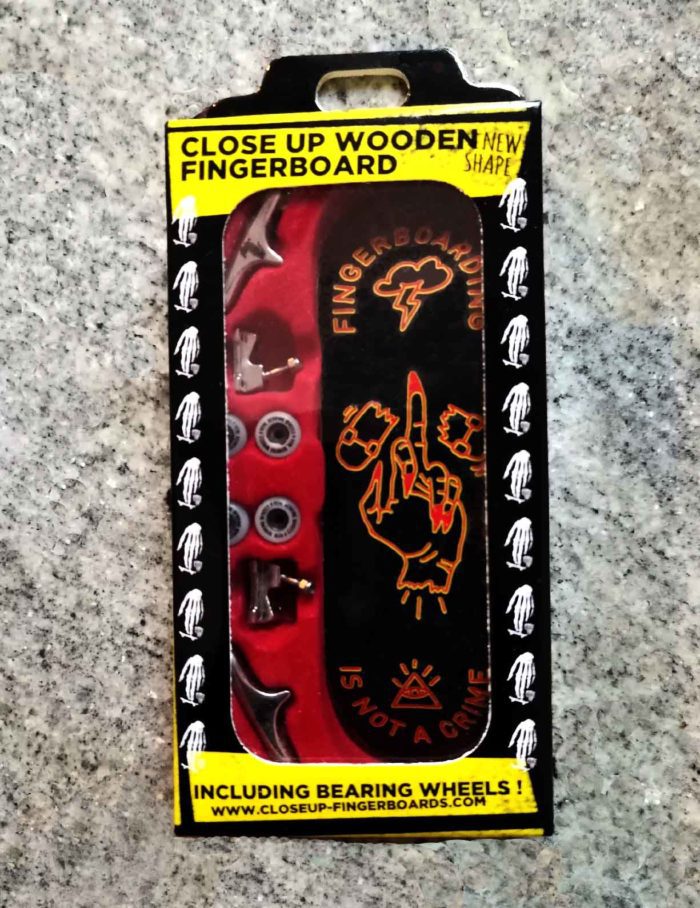 CLOSE UP WOODEN
FINGERBOARD
NEW
SHAPE
FINGERBOARDING
IS NOT A CRIME
INCLUDING BEARING WHEELS !
WWW.CLOSEUP-FINGERBOARDS.COM